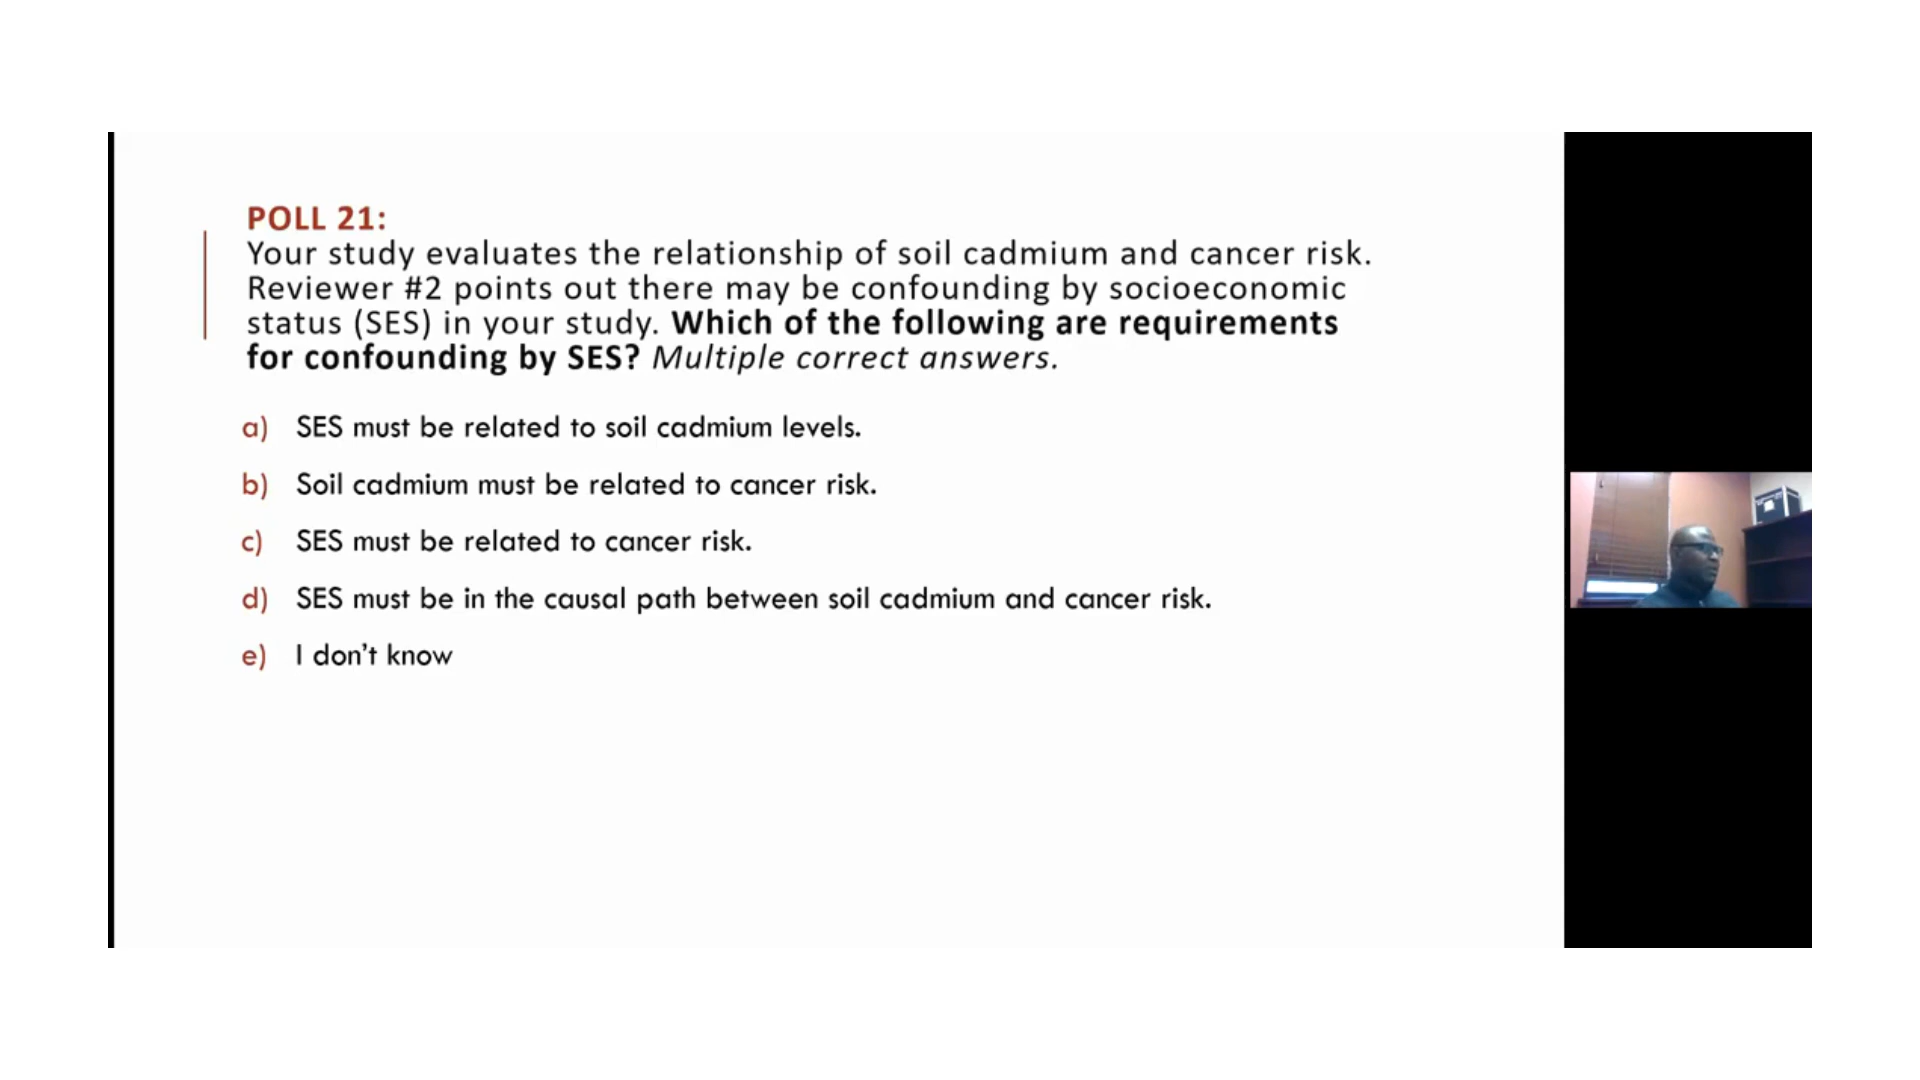 POLL 21:
Your study evaluates the relationship of soil cadmium and cancer risk.
Reviewer #2 points out there may be confounding by socioeconomic
status (SES) in your study. Which of the following are requirements
for confounding by SES? Multiple correct answers.
a) SES must be related to soil cadmium levels.
b) Soil cadmium must be related to cancer risk.
c) SES must be related to cancer risk.
d) SES must be in the causal path between soil cadmium and cancer risk.
e) I don't know